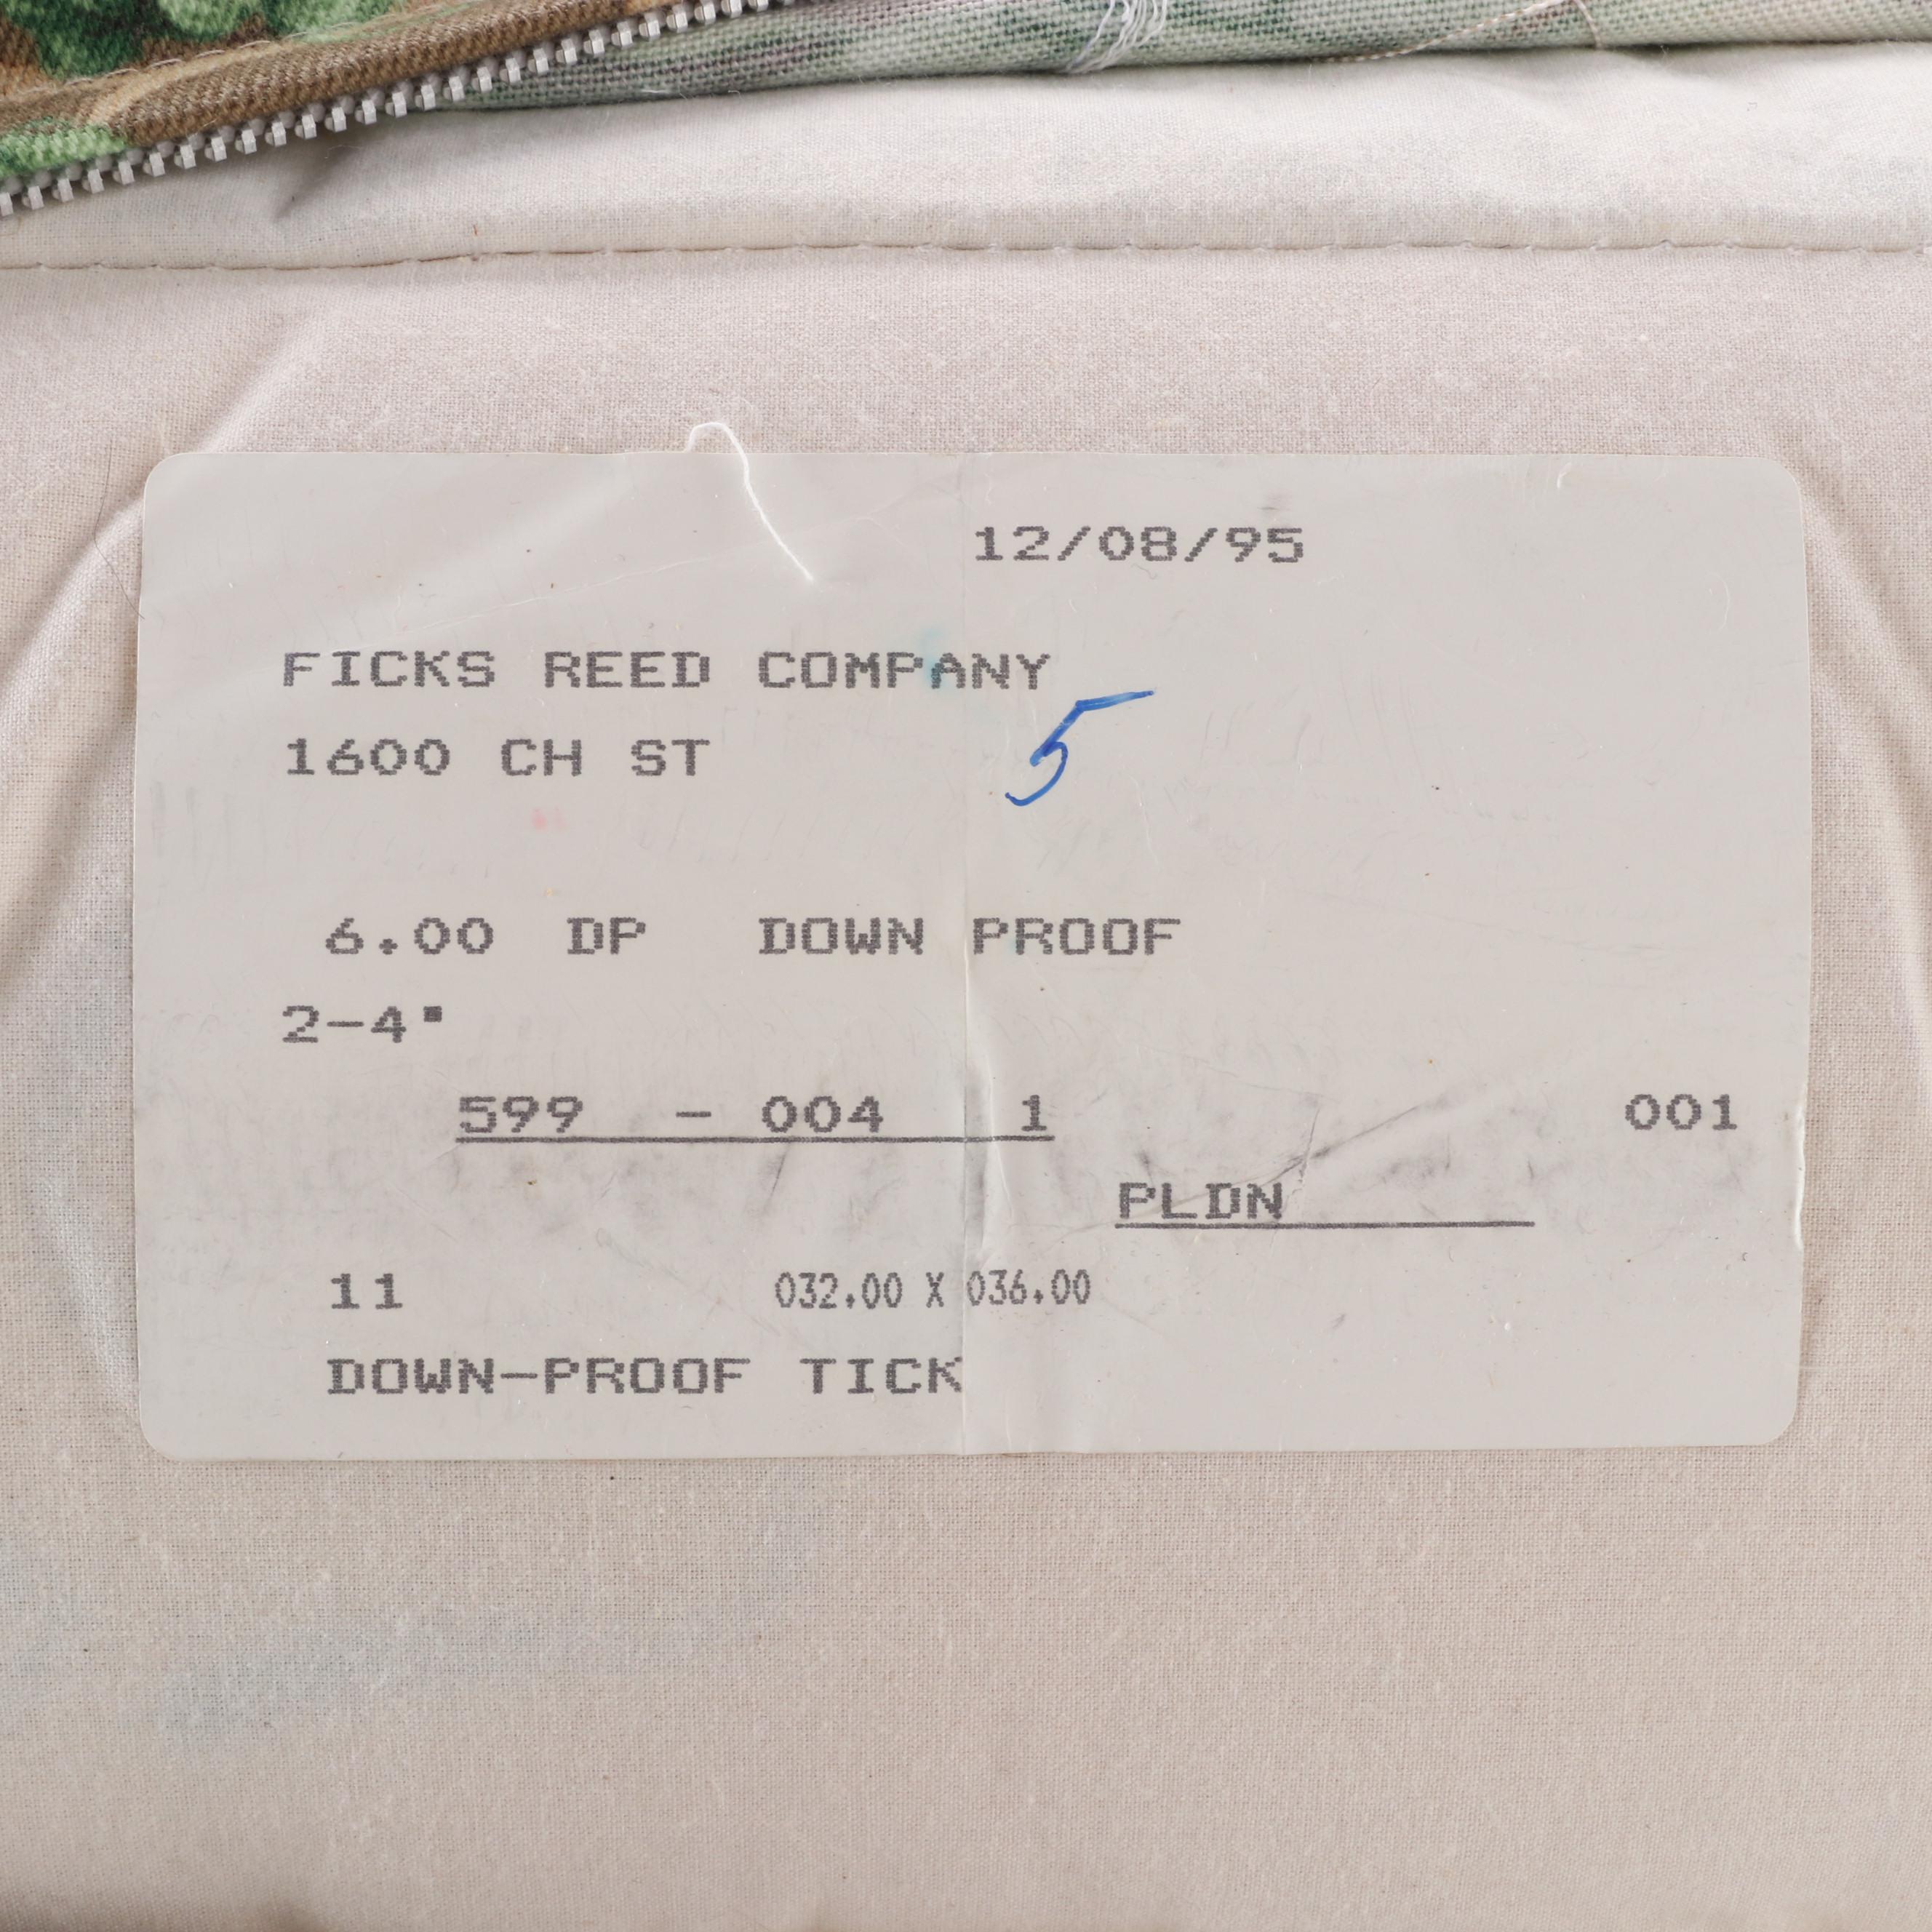 12/08/95
FICKS REED COMPANY
1600 CH ST
5
6.00 DP DOWN PROOF
2-4"
599 - 004 1 001
PLDN
11 032.00 X 036.00
DOWN-PROOF TICK